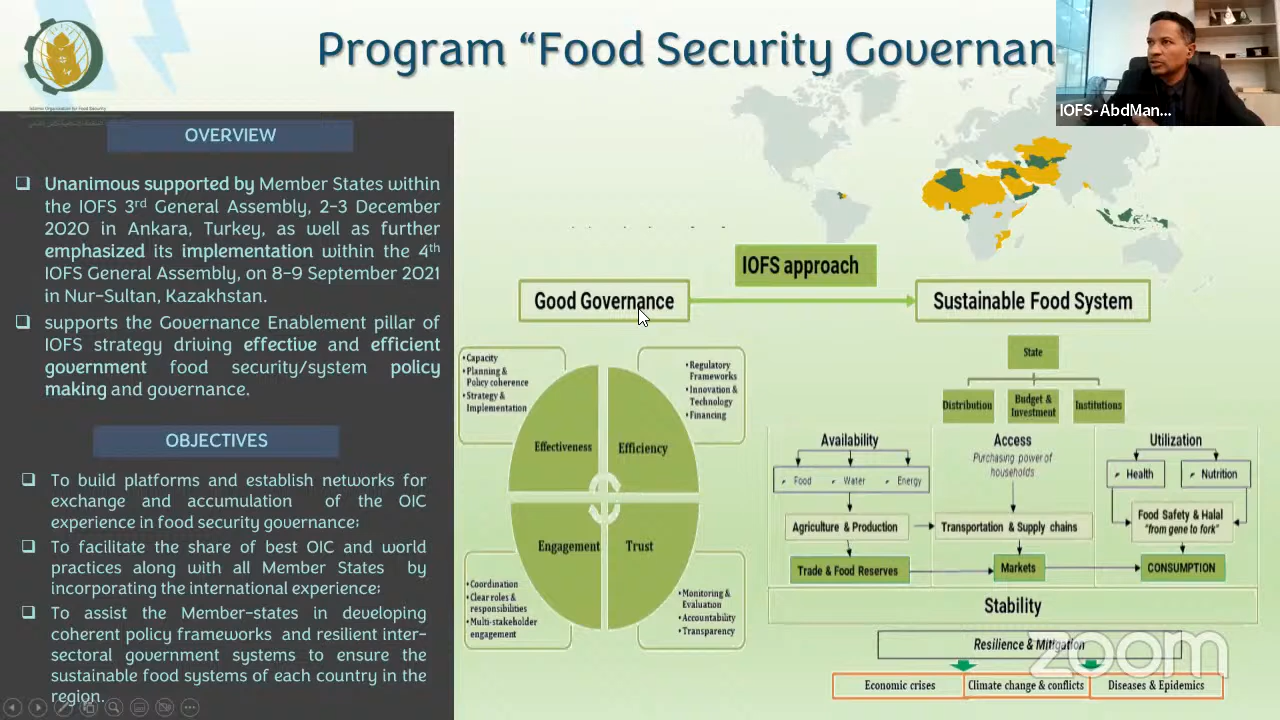 Program “Food Security Governan
IOFS-AbdMan...
Islamic Organization for Food Security
OVERVIEW
Unanimous supported by Member States within
the IOFS 3rd General Assembly, 2-3 December
2020 in Ankara, Turkey, as well as further
emphasized its implementation within the 4th
IOFS General Assembly, on 8-9 September 2021
in Nur-Sultan, Kazakhstan.
supports the Governance Enablement pillar of
IOFS strategy driving effective and efficient
government food security/system policy
making and governance.
OBJECTIVES
To build platforms and establish networks for
exchange and accumulation of the OIC
experience in food security governance;
To facilitate the share of best OIC and world
practices along with all Member States by
incorporating the international experience;
To assist the Member-states in developing
coherent policy frameworks and resilient inter-
sectoral government systems to ensure the
sustainable food systems of each country in the
region.
IOFS approach
Good Governance
Sustainable Food System
•Capacity
•Planning &
Policy coherence
•Strategy &
Implementation
•Regulatory
Frameworks
•Innovation &
Technology
•Financing
Effectiveness
Efficiency
Engagement
Trust
•Coordination
•Clear roles &
responsibilities
•Multi-stakeholder
engagement
•Monitoring &
Evaluation
•Accountability
•Transparency
State
Distribution
Budget &
Investment
Institutions
Availability
Access
Utilization
Purchasing power of
households
Food
Water
Energy
Health
Nutrition
Agriculture & Production
Transportation & Supply chains
Food Safety & Halal
"from gene to fork"
Trade & Food Reserves
Markets
CONSUMPTION
Stability
Resilience & Mitigation
Economic crises
Climate change & conflicts
Diseases & Epidemics
zoom